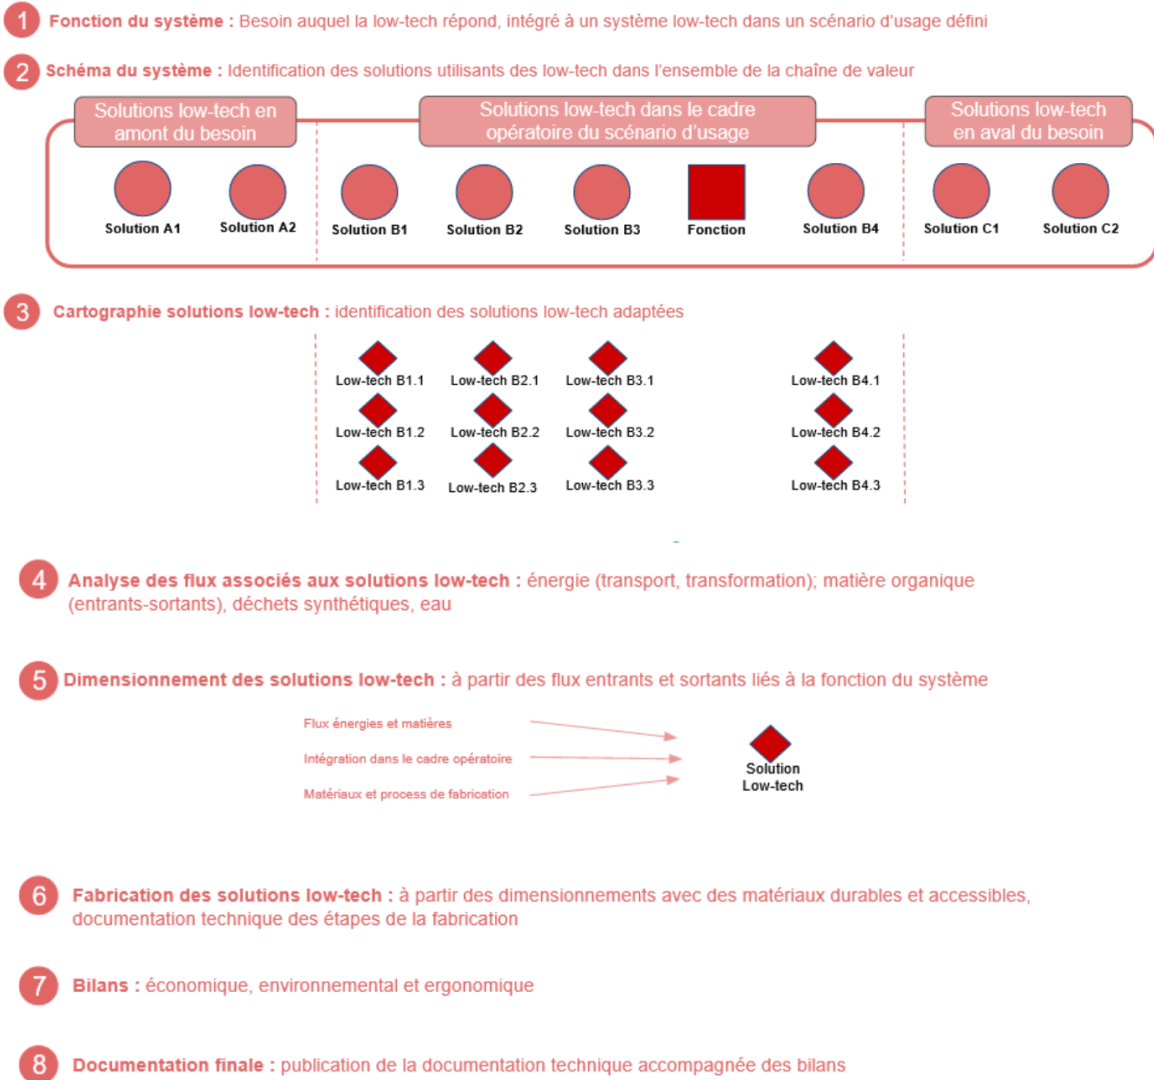 1 Fonction du système : Besoin auquel la low-tech répond, intégré à un système low-tech dans un scénario d'usage défini
2 Schéma du système : Identification des solutions utilisants des low-tech dans l'ensemble de la chaîne de valeur
Solutions low-tech en
amont du besoin
Solutions low-tech dans le cadre
opératoire du scénario d'usage
Solutions low-tech
en aval du besoin
Solution A1
Solution A2
Solution B1
Solution B2
Solution B3
Fonction
Solution B4
Solution C1
Solution C2
3 Cartographie solutions low-tech : identification des solutions low-tech adaptées
Low-tech B1.1
Low-tech B2.1
Low-tech B3.1
Low-tech B4.1
Low-tech B1.2
Low-tech B2.2
Low-tech B3.2
Low-tech B4.2
Low-tech B1.3
Low-tech B2.3
Low-tech B3.3
Low-tech B4.3
4 Analyse des flux associés aux solutions low-tech : énergie (transport, transformation); matière organique
(entrants-sortants), déchets synthétiques, eau
5 Dimensionnement des solutions low-tech : à partir des flux entrants et sortants liés à la fonction du système
Flux énergies et matières
Intégration dans le cadre opératoire
Matériaux et process de fabrication
Solution
Low-tech
6 Fabrication des solutions low-tech : à partir des dimensionnements avec des matériaux durables et accessibles,
documentation technique des étapes de la fabrication
7 Bilans : économique, environnemental et ergonomique
8 Documentation finale : publication de la documentation technique accompagnée des bilans